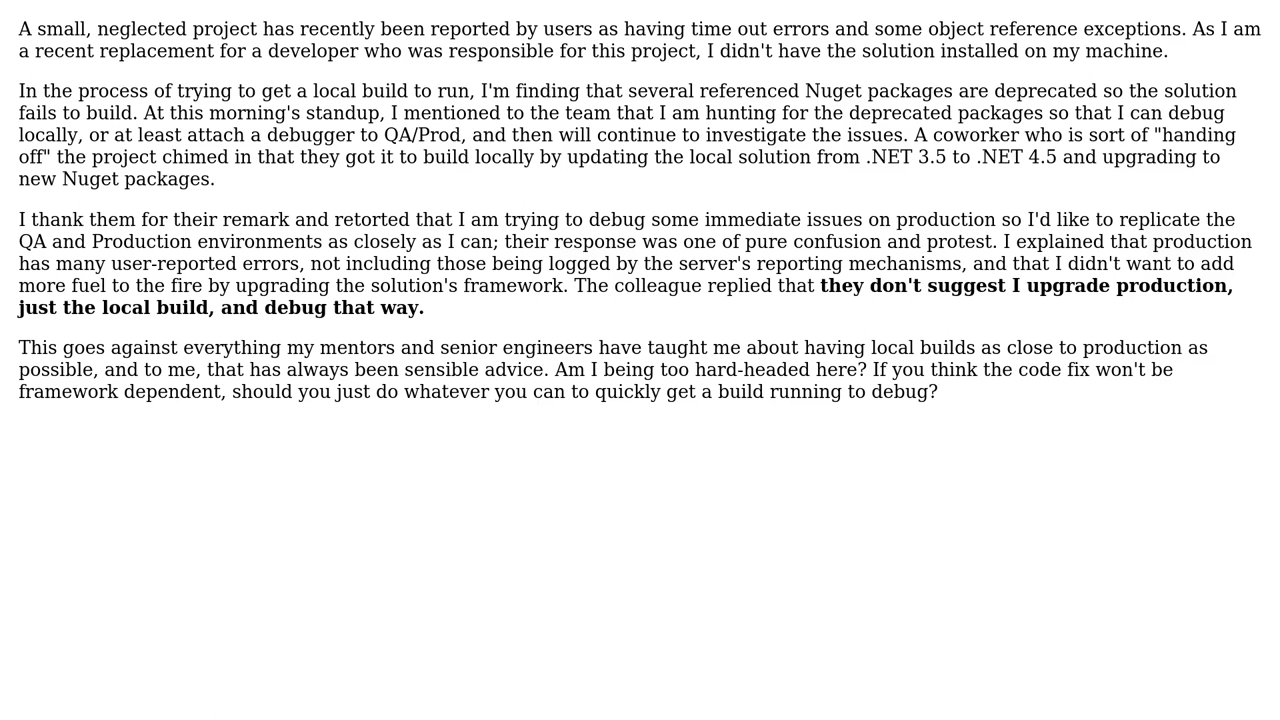 A small, neglected project has recently been reported by users as having time out errors and some object reference exceptions. As I am
a recent replacement for a developer who was responsible for this project, I didn't have the solution installed on my machine.
In the process of trying to get a local build to run, I'm finding that several referenced Nuget packages are deprecated so the solution
fails to build. At this morning's standup, I mentioned to the team that I am hunting for the deprecated packages so that I can debug
locally, or at least attach a debugger to QA/Prod, and then will continue to investigate the issues. A coworker who is sort of "handing
off" the project chimed in that they got it to build locally by updating the local solution from .NET 3.5 to .NET 4.5 and upgrading to
new Nuget packages.
I thank them for their remark and retorted that I am trying to debug some immediate issues on production so I'd like to replicate the
QA and Production environments as closely as I can; their response was one of pure confusion and protest. I explained that production
has many user-reported errors, not including those being logged by the server's reporting mechanisms, and that I didn't want to add
more fuel to the fire by upgrading the solution's framework. The colleague replied that they don't suggest I upgrade production,
just the local build, and debug that way.
This goes against everything my mentors and senior engineers have taught me about having local builds as close to production as
possible, and to me, that has always been sensible advice. Am I being too hard-headed here? If you think the code fix won't be
framework dependent, should you just do whatever you can to quickly get a build running to debug?